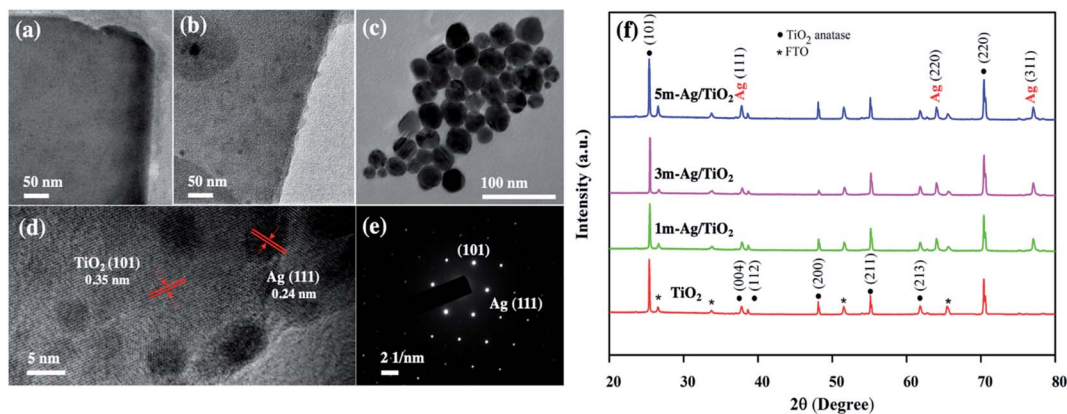 (a)
50 nm
(b)
50 nm
(c)
100 nm
(d)
TiO2 (101)
0.35 nm
Ag (111)
0.24 nm
5 nm
(e)
(101)
Ag (111)
2 1/nm
(f)
● TiO2 anatase
* FTO
(101)
Ag (111)
Ag (220)
(220)
Ag (311)
5m-Ag/TiO2
3m-Ag/TiO2
1m-Ag/TiO2
TiO2
(004)
(112)
(200)
(211)
(213)
Intensity (a.u.)
20 30 40 50 60 70 80
2θ (Degree)